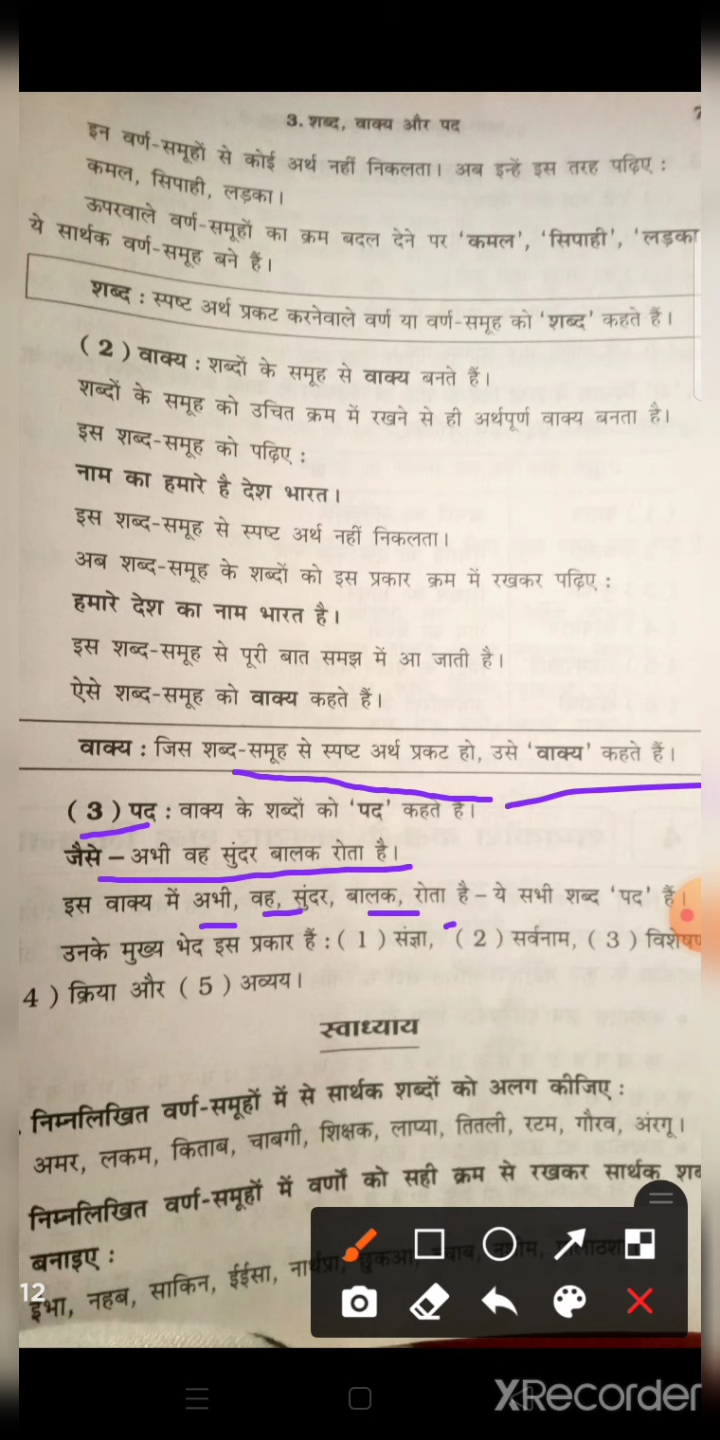 3. शब्द, वाक्य और पद
इन वर्ण-समूहों से कोई अर्थ नहीं निकलता। अब इन्हें इस तरह पढ़िए :
कमल, सिपाही, लड़का।
ऊपरवाले वर्ण-समूहों का क्रम बदल देने पर 'कमल', 'सिपाही', 'लड़का
ये सार्थक वर्ण-समूह बने हैं।
शब्द : स्पष्ट अर्थ प्रकट करनेवाले वर्ण या वर्ण-समूह को 'शब्द' कहते हैं।
( 2 ) वाक्य : शब्दों के समूह से वाक्य बनते हैं।
शब्दों के समूह को उचित क्रम में रखने से ही अर्थपूर्ण वाक्य बनता है।
इस शब्द-समूह को पढ़िए :
नाम का हमारे है देश भारत।
इस शब्द-समूह से स्पष्ट अर्थ नहीं निकलता।
अब शब्द-समूह के शब्दों को इस प्रकार क्रम में रखकर पढ़िए :
हमारे देश का नाम भारत है।
इस शब्द-समूह से पूरी बात समझ में आ जाती है।
ऐसे शब्द-समूह को वाक्य कहते हैं।
वाक्य : जिस शब्द-समूह से स्पष्ट अर्थ प्रकट हो, उसे 'वाक्य' कहते हैं।
( 3 ) पद : वाक्य के शब्दों को 'पद' कहते हैं।
जैसे – अभी वह सुंदर बालक रोता है।
इस वाक्य में अभी, वह, सुंदर, बालक, रोता है – ये सभी शब्द 'पद' हैं।
उनके मुख्य भेद इस प्रकार हैं : ( 1 ) संज्ञा, ( 2 ) सर्वनाम, ( 3 ) विशेषण
4 ) क्रिया और ( 5 ) अव्यय।
स्वाध्याय
. निम्नलिखित वर्ण-समूहों में से सार्थक शब्दों को अलग कीजिए :
अमर, लकम, किताब, चाबगी, शिक्षक, लाप्या, तितली, रटम, गौरव, अंरगू।
निम्नलिखित वर्ण-समूहों में वर्णों को सही क्रम से रखकर सार्थक शब्द
बनाइए :
12
इभा, नहब, साकिन, ईईसा,
XRecorder